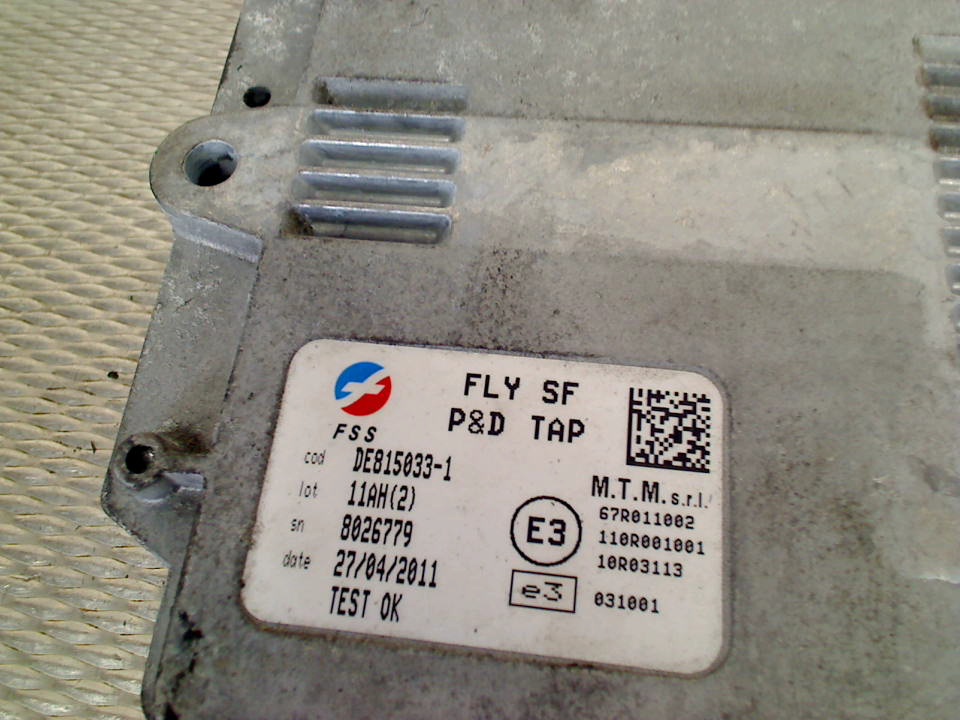 FLY SF
P&D TAP
FSS
cod DE815033-1
lot 11AH(2)
sn 8026779
date 27/04/2011
TEST OK
M.T.M.s.r.l.
67R011002
110R001001
10R03113
E3
e3
031001